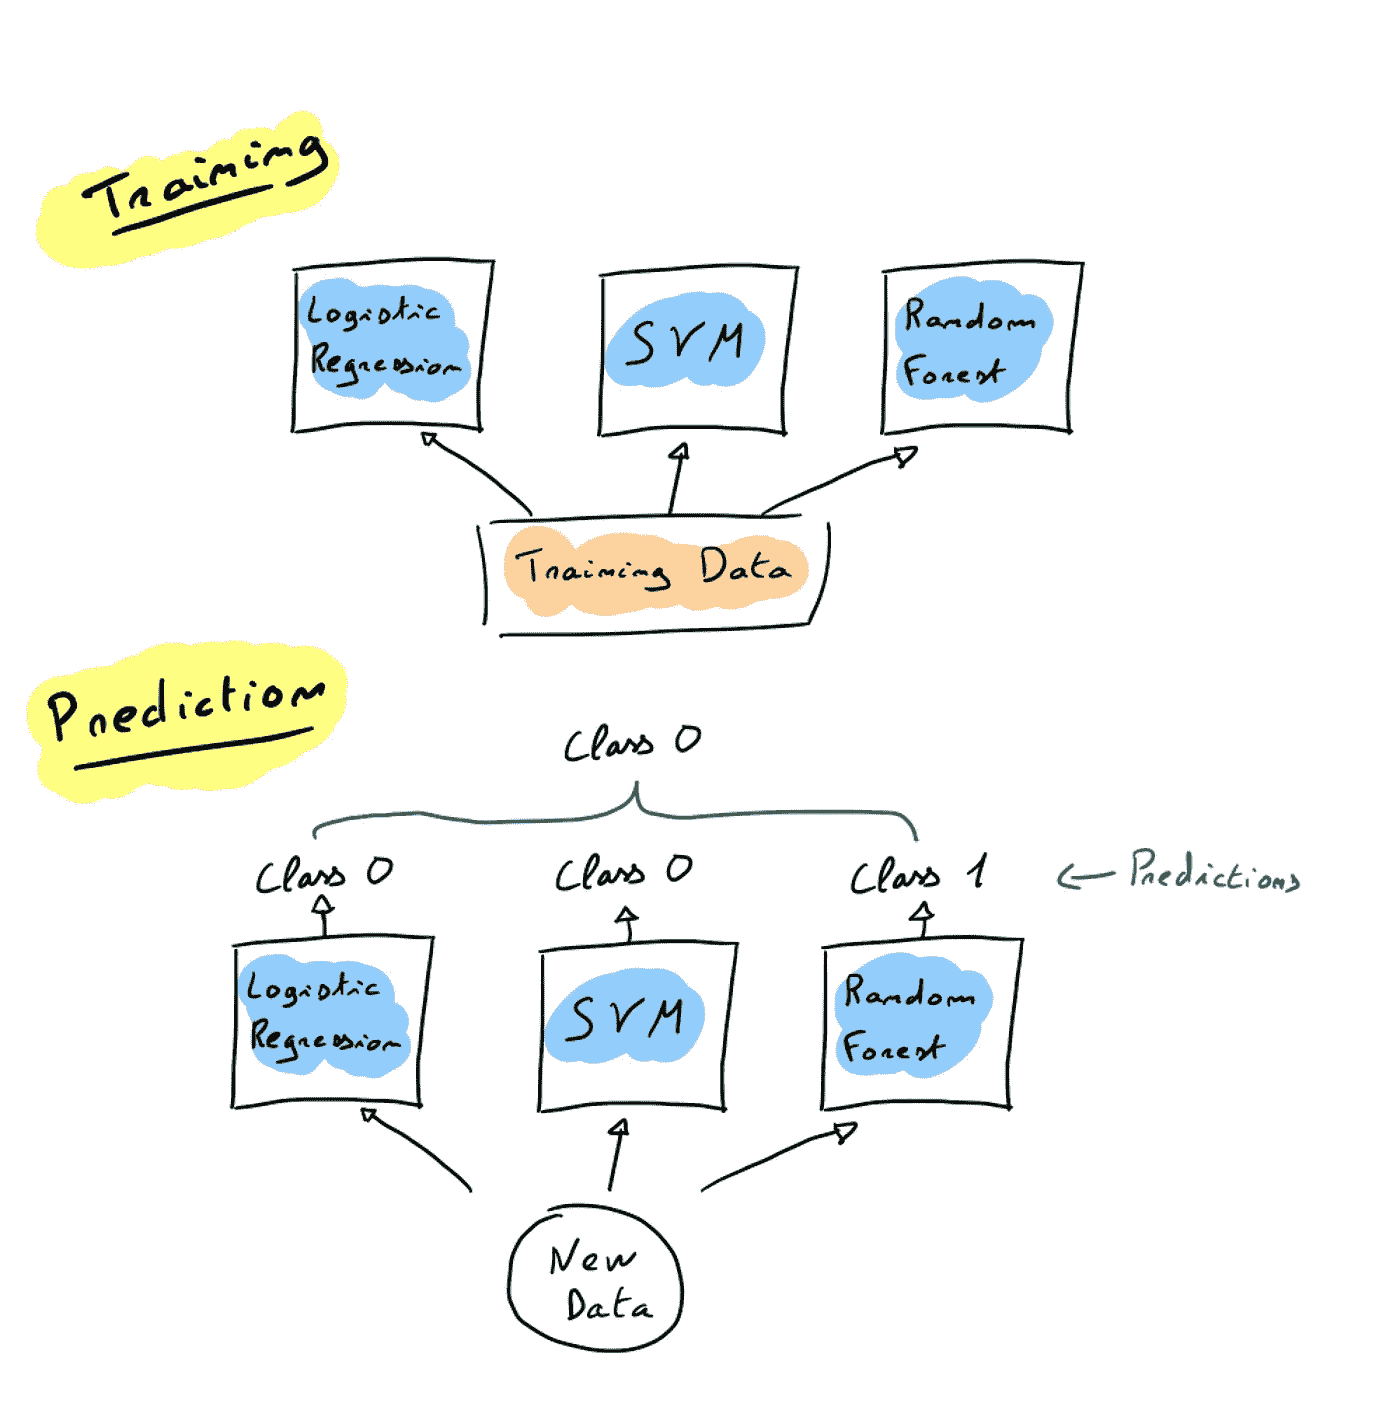 Training
Logistic
Regression
SVM
Random
Forest
Training Data
Prediction
Class 0
Class 0
Class 0
Class 1
← Predictions
Logistic
Regression
SVM
Random
Forest
New
Data